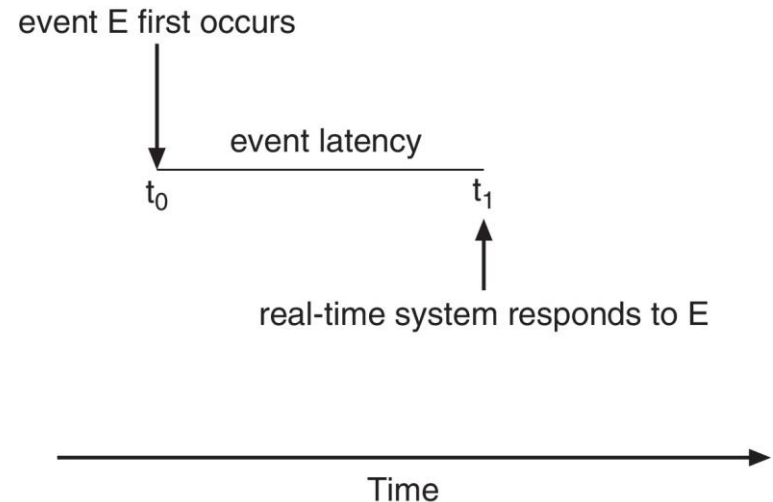 event E first occurs
event latency
t₀
t₁
real-time system responds to E
Time